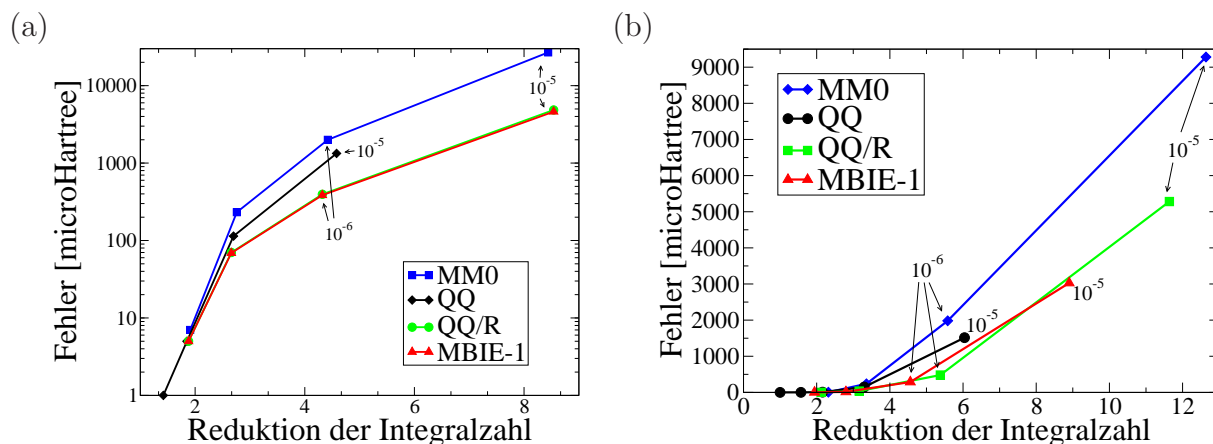 (a)
10000
1000
100
10
1
2
4
6
8
Fehler [microHartree]
Reduktion der Integralzahl
10^-5
10^-5
10^-6
MM0
QQ
QQ/R
MBIE-1
(b)
9000
8000
7000
6000
5000
4000
3000
2000
1000
0
0
2
4
6
8
10
12
Fehler [microHartree]
Reduktion der Integralzahl
MM0
QQ
QQ/R
MBIE-1
10^-5
10^-6
10^-5
10^-5